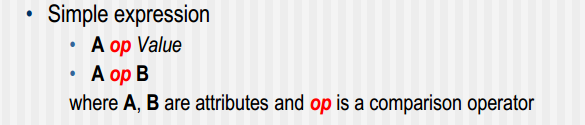 • Simple expression
• A op Value
• A op B
where A, B are attributes and op is a comparison operator